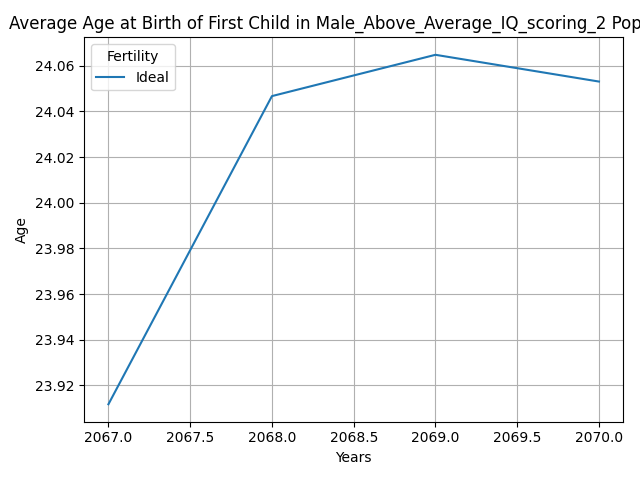 Average Age at Birth of First Child in Male_Above_Average_IQ_scoring_2 Pop
Fertility
Ideal
24.06
24.04
24.02
24.00
23.98
23.96
23.94
23.92
Age
2067.0 2067.5 2068.0 2068.5 2069.0 2069.5 2070.0
Years